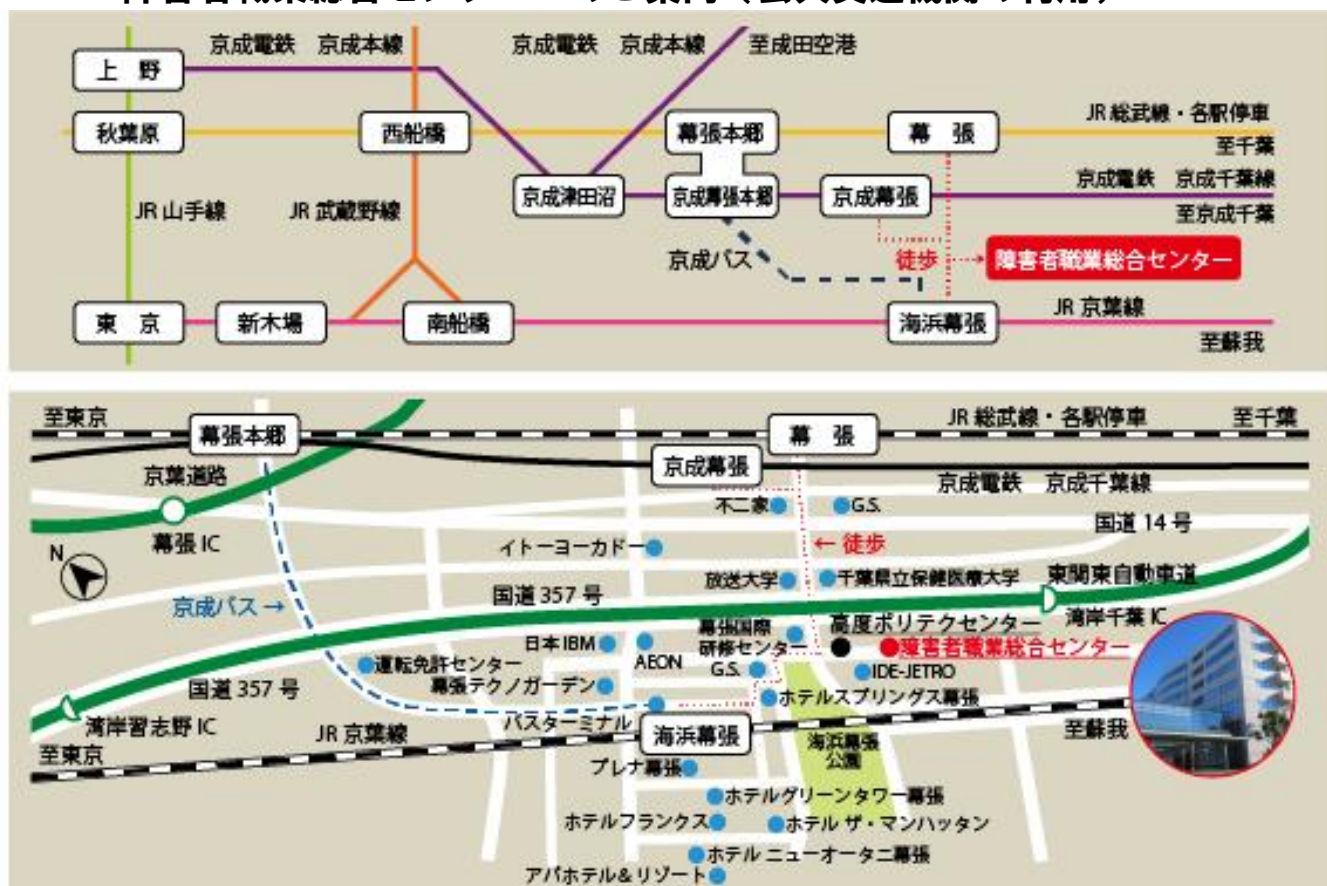 京成電鉄 京成本線
京成電鉄 京成本線
至成田空港
上 野
秋葉原
西船橋
幕張本郷
幕 張
JR 総武線・各駅停車
至千葉
京成津田沼
京成幕張本郷
京成幕張
京成電鉄 京成千葉線
至京成千葉
JR 山手線
JR 武蔵野線
京成バス
徒歩
障害者職業総合センター
東 京
新木場
南船橋
海浜幕張
JR 京葉線
至蘇我
至東京
幕張本郷
幕 張
JR 総武線・各駅停車
至千葉
京成幕張
京葉道路
京成電鉄 京成千葉線
不二家
G.S.
国道 14 号
幕張 IC
N
イトーヨーカドー
← 徒歩
放送大学
千葉県立保健医療大学
東関東自動車道
京成バス →
国道 357 号
湾岸千葉 IC
高度ポリテクセンター
幕張国際
研修センター
障害者職業総合センター
日本IBM
AEON
G.S.
IDE-JETRO
運転免許センター
幕張テクノガーデン
国道 357 号
ホテルスプリングス幕張
バスターミナル
湾岸習志野 IC
JR 京葉線
海浜幕張
至蘇我
至東京
海浜幕張
公園
プレナ幕張
ホテルグリーンタワー幕張
ホテルフランクス
ホテル ザ・マンハッタン
ホテル ニューオータニ幕張
アパホテル&リゾート